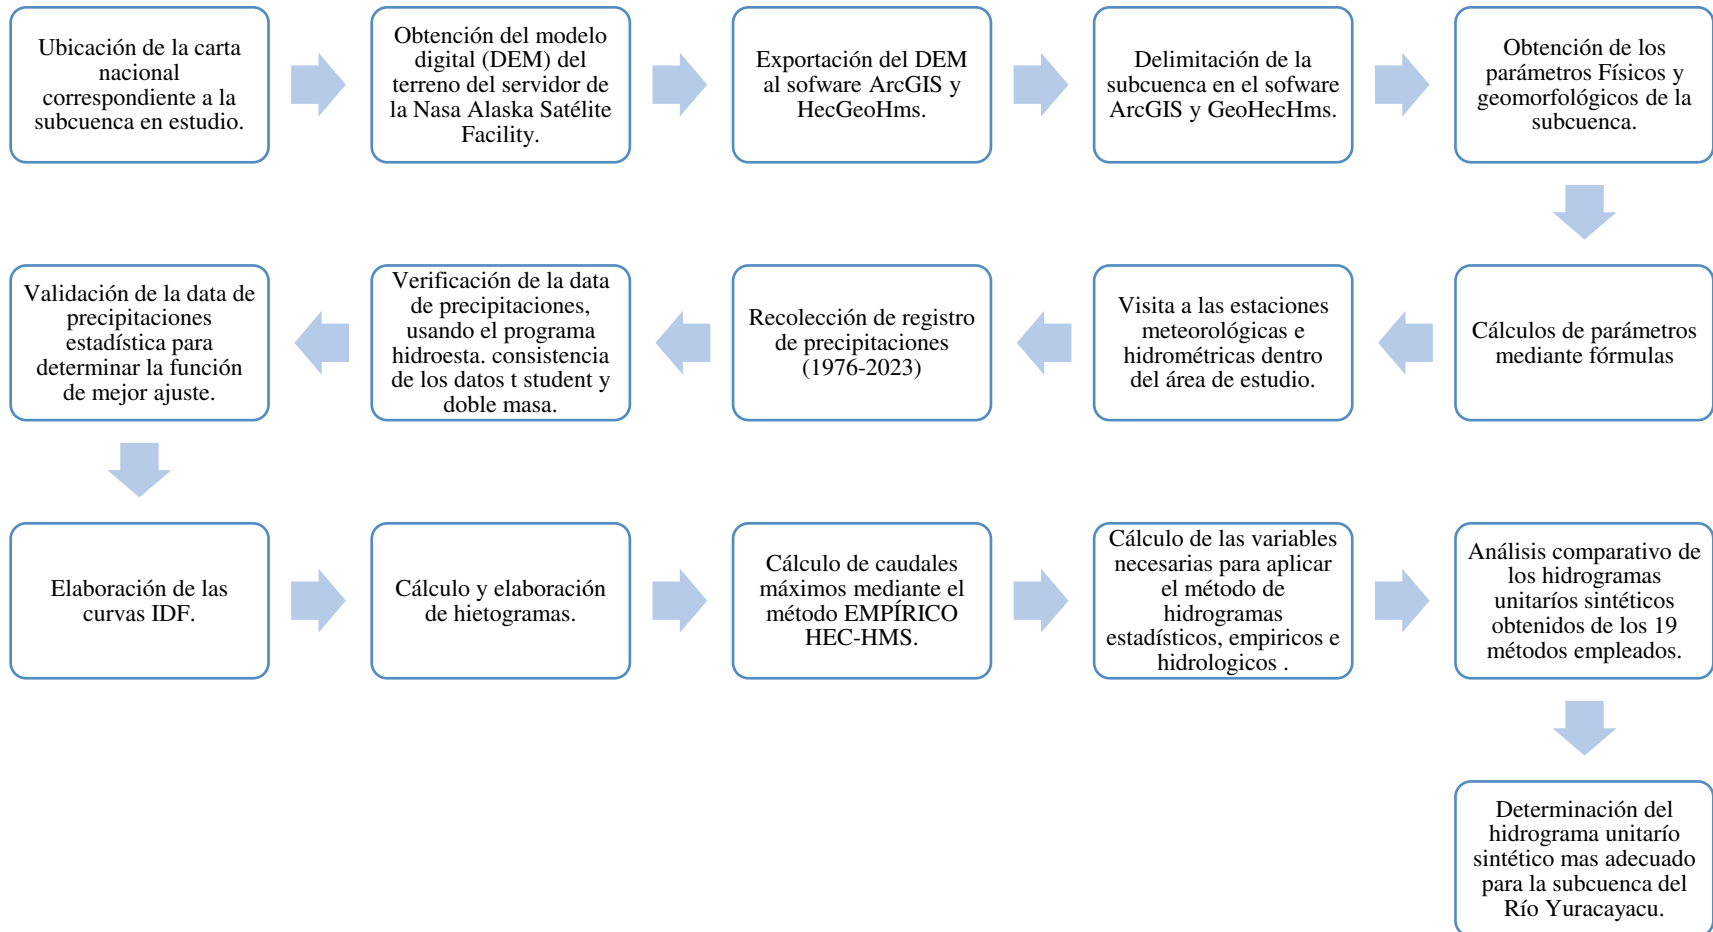 Ubicación de la carta
nacional
correspondiente a la
subcuenca en estudio.
Obtención del modelo
digital (DEM) del
terreno del servidor de
la Nasa Alaska Satélite
Facility.
Exportación del DEM
al sofware ArcGIS y
HecGeoHms.
Delimitación de la
subcuenca en el sofware
ArcGIS y GeoHecHms.
Obtención de los
parámetros Físicos y
geomorfológicos de la
subcuenca.
Cálculos de parámetros
mediante fórmulas
Visita a las estaciones
meteorológicas e
hidrométricas dentro
del área de estudio.
Recolección de registro
de precipitaciones
(1976-2023)
Verificación de la data
de precipitaciones,
usando el programa
hidroesta. consistencia
de los datos t student y
doble masa.
Validación de la data de
precipitaciones
estadística para
determinar la función
de mejor ajuste.
Elaboración de las
curvas IDF.
Cálculo y elaboración
de hietogramas.
Cálculo de caudales
máximos mediante el
método EMPÍRICO
HEC-HMS.
Cálculo de las variables
necesarias para aplicar
el método de
hidrogramas
estadísticos, empiricos e
hidrologicos .
Análisis comparativo de
los hidrogramas
unitaríos sintéticos
obtenidos de los 19
métodos empleados.
Determinación del
hidrograma unitarío
sintético mas adecuado
para la subcuenca del
Río Yuracayacu.